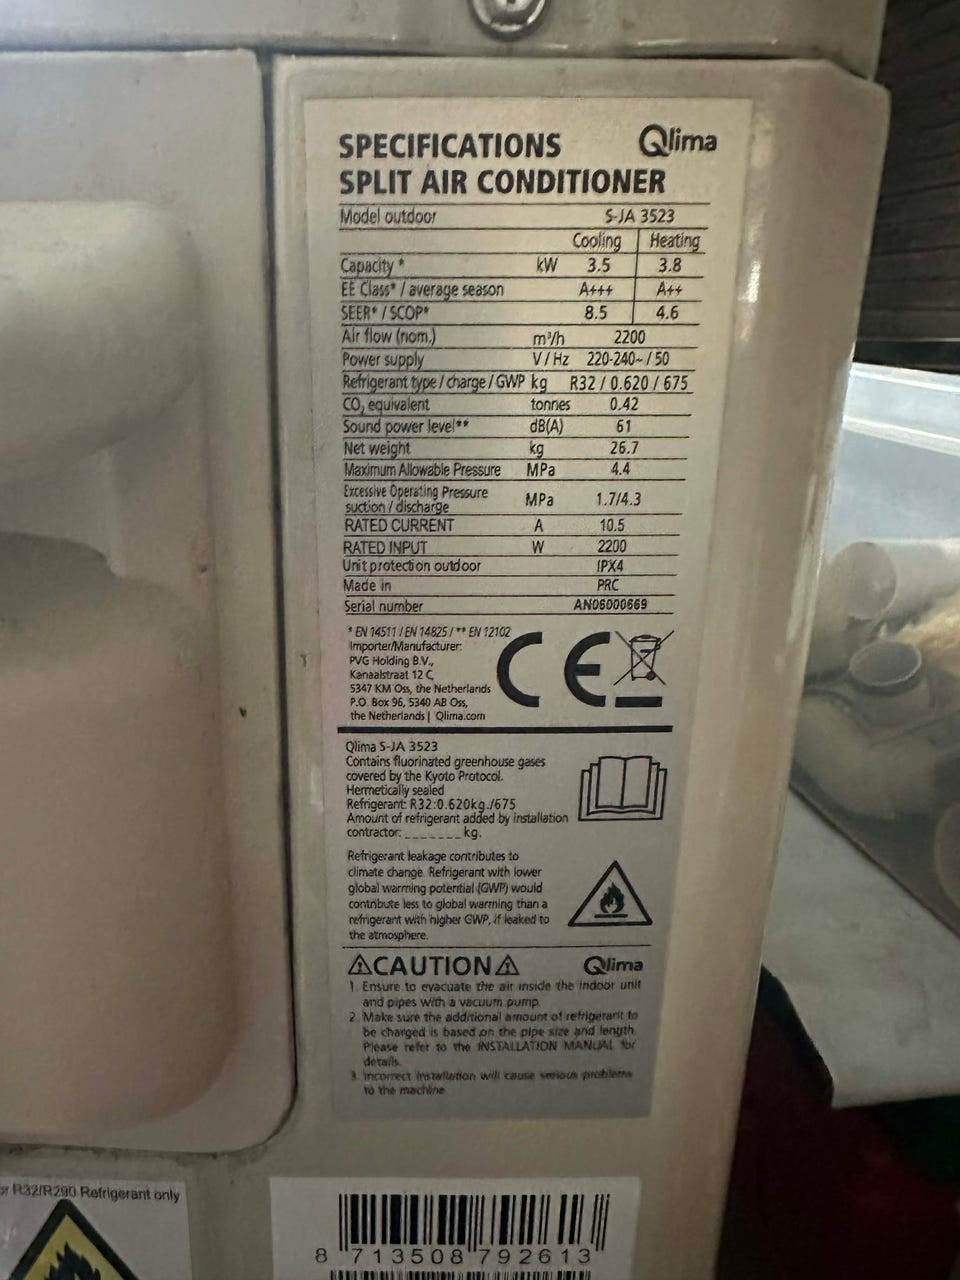 SPECIFICATIONS Qlima
SPLIT AIR CONDITIONER
Model outdoor S-JA 3523
Cooling Heating
Capacity * kW 3.5 3.8
EE Class* / average season A+++ A++
SEER* / SCOP* 8.5 4.6
Air flow (nom.) m³/h 2200
Power supply V / Hz 220-240~ / 50
Refrigerant type / charge / GWP kg R32 / 0.620 / 675
CO₂ equivalent tonnes 0.42
Sound power level** dB(A) 61
Net weight kg 26.7
Maximum Allowable Pressure MPa 4.4
Excessive Operating Pressure
suction / discharge MPa 1.7/4.3
RATED CURRENT A 10.5
RATED INPUT W 2200
Unit protection outdoor IPX4
Made in PRC
Serial number AN06000669
* EN 14511 / EN 14825 / ** EN 12102
Importer/Manufacturer:
PVG Holding B.V.,
Kanaalstraat 12 C,
5347 KM Oss, the Netherlands
P.O. Box 96, 5340 AB Oss,
the Netherlands | Qlima.com
CE
Qlima S-JA 3523
Contains fluorinated greenhouse gases
covered by the Kyoto Protocol.
Hermetically sealed
Refrigerant: R32:0.620kg./675
Amount of refrigerant added by installation
contractor: _ _ _ _ _ _ _ kg.
Refrigerant leakage contributes to
climate change. Refrigerant with lower
global warming potential (GWP) would
contribute less to global warming than a
refrigerant with higher GWP, if leaked to
the atmosphere.
⚠CAUTION⚠ Qlima
1. Ensure to evacuate the air inside the indoor unit
and pipes with a vacuum pump.
2. Make sure the additional amount of refrigerant to
be charged is based on the pipe size and length.
Please refer to the INSTALLATION MANUAL for
details.
3. Incorrect installation will cause serious problems
to the machine
R32/R290 Refrigerant only
8 713508 792613